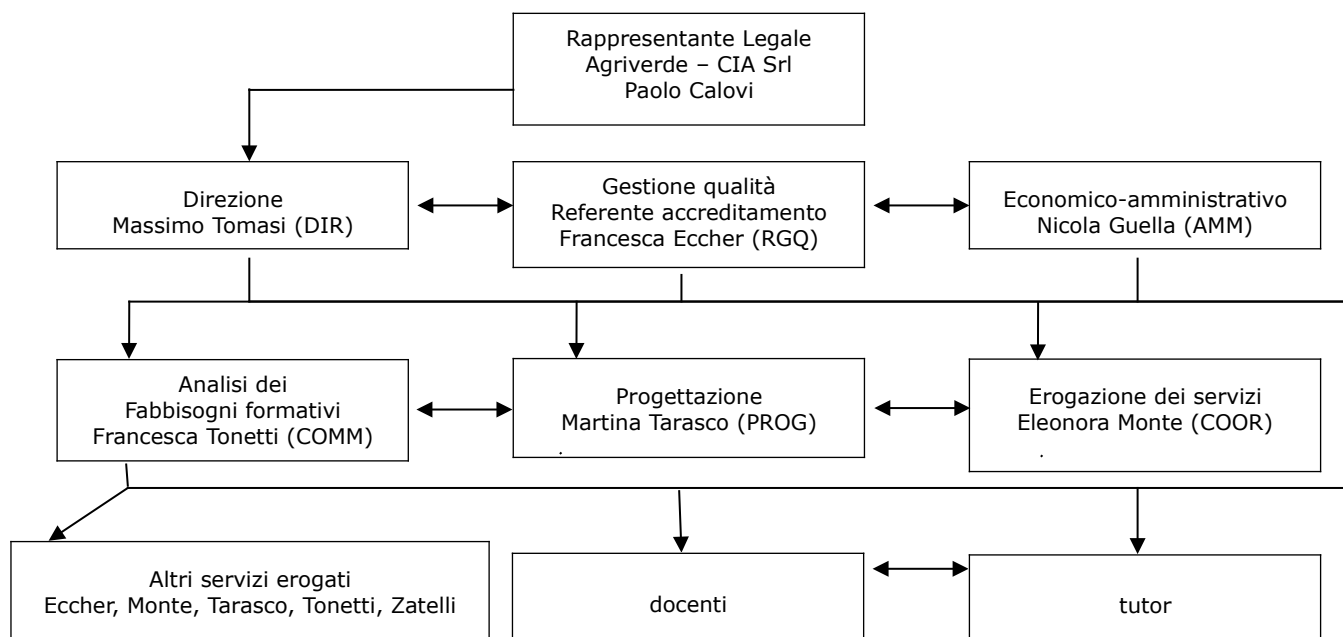 Rappresentante Legale
Agriverde – CIA Srl
Paolo Calovi
Direzione
Massimo Tomasi (DIR)
Gestione qualità
Referente accreditamento
Francesca Eccher (RGQ)
Economico-amministrativo
Nicola Guella (AMM)
Analisi dei
Fabbisogni formativi
Francesca Tonetti (COMM)
Progettazione
Martina Tarasco (PROG)
.
Erogazione dei servizi
Eleonora Monte (COOR)
.
Altri servizi erogati
Eccher, Monte, Tarasco, Tonetti, Zatelli
docenti
tutor